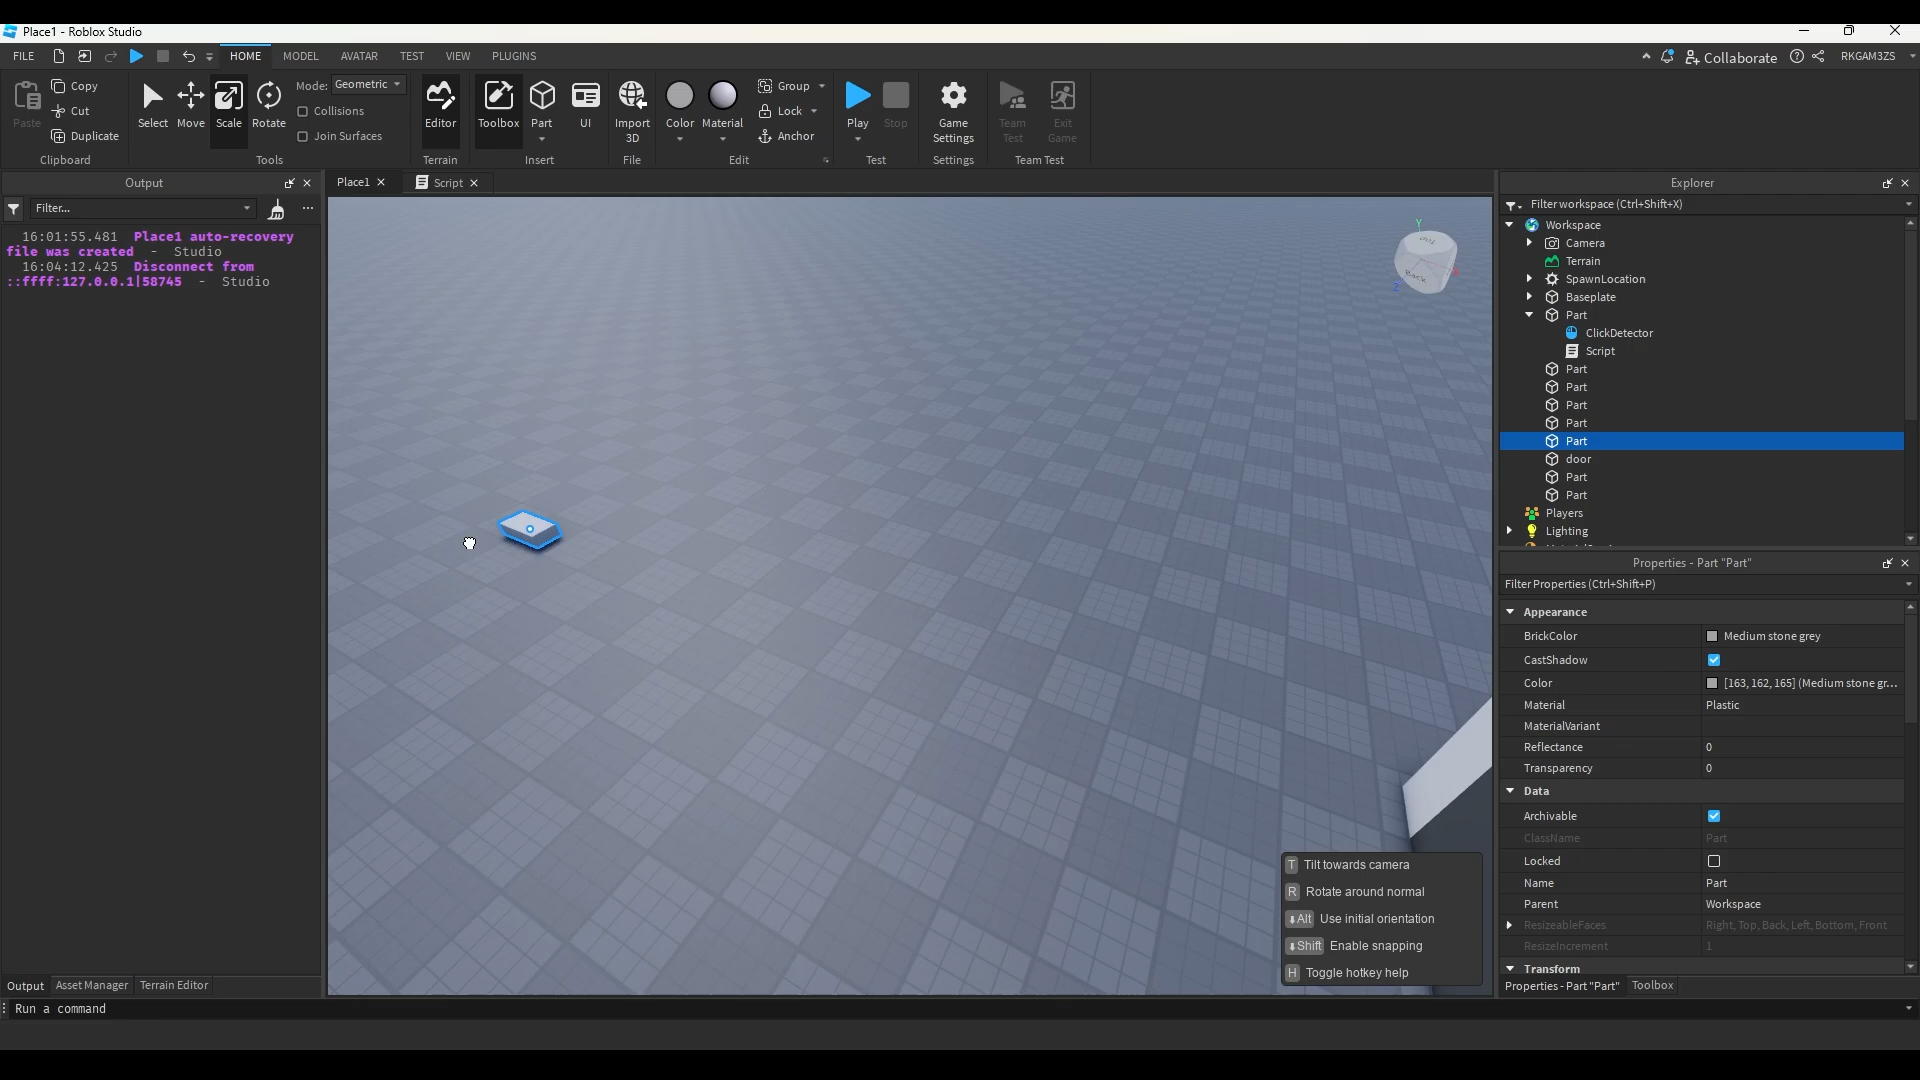 Place1 - Roblox Studio
FILE HOME MODEL AVATAR TEST VIEW PLUGINS Collaborate RKGAM3ZS
Paste Copy Cut Duplicate
Select Move Scale Rotate Mode: Geometric
Collisions
Join Surfaces
Editor Toolbox Part UI Import 3D Color Material Group Lock Anchor Play Stop Game Settings Team Test Exit Game
Clipboard Tools Terrain Insert File Edit Test Settings Team Test
Output
Filter...
16:01:55.481 Place1 auto-recovery
file was created - Studio
16:04:12.425 Disconnect from
::ffff:127.0.0.1|58745 - Studio
Output Asset Manager Terrain Editor
Run a command
Place1 Script
Top
Back
Y
Z
T Tilt towards camera
R Rotate around normal
Alt Use initial orientation
Shift Enable snapping
H Toggle hotkey help
Explorer
Filter workspace (Ctrl+Shift+X)
Workspace
Camera
Terrain
SpawnLocation
Baseplate
Part
ClickDetector
Script
Part
Part
Part
Part
Part
door
Part
Part
Players
Lighting
Properties - Part "Part"
Filter Properties (Ctrl+Shift+P)
Appearance
BrickColor Medium stone grey
CastShadow
Color [163, 162, 165] (Medium stone gr...
Material Plastic
MaterialVariant
Reflectance 0
Transparency 0
Data
Archivable
ClassName Part
Locked
Name Part
Parent Workspace
ResizeableFaces Right, Top, Back, Left, Bottom, Front
ResizeIncrement 1
Transform
Properties - Part "Part" Toolbox